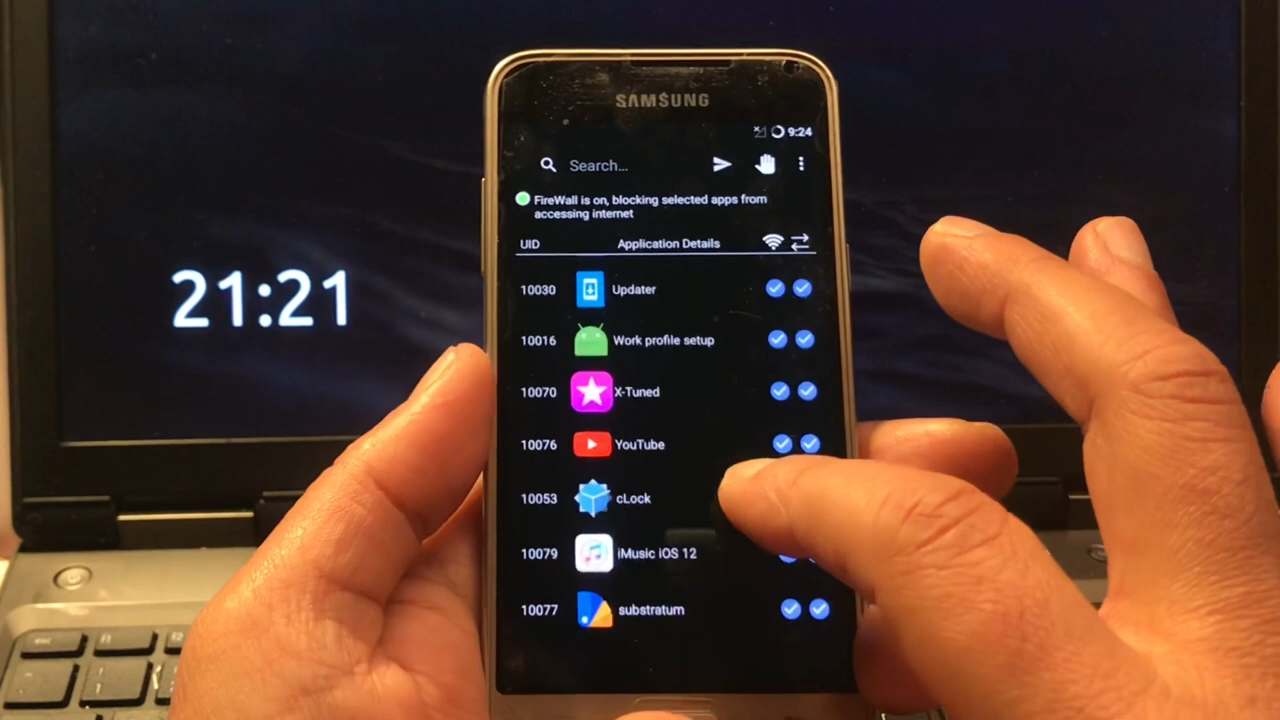 SAMSUNG
9:24
Search...
FireWall is on, blocking selected apps from
accessing internet
UID Application Details
21:21
10030 Updater
10016 Work profile setup
10070 X-Tuned
10076 YouTube
10053 cLock
10079 iMusic iOS 12
10077 substratum